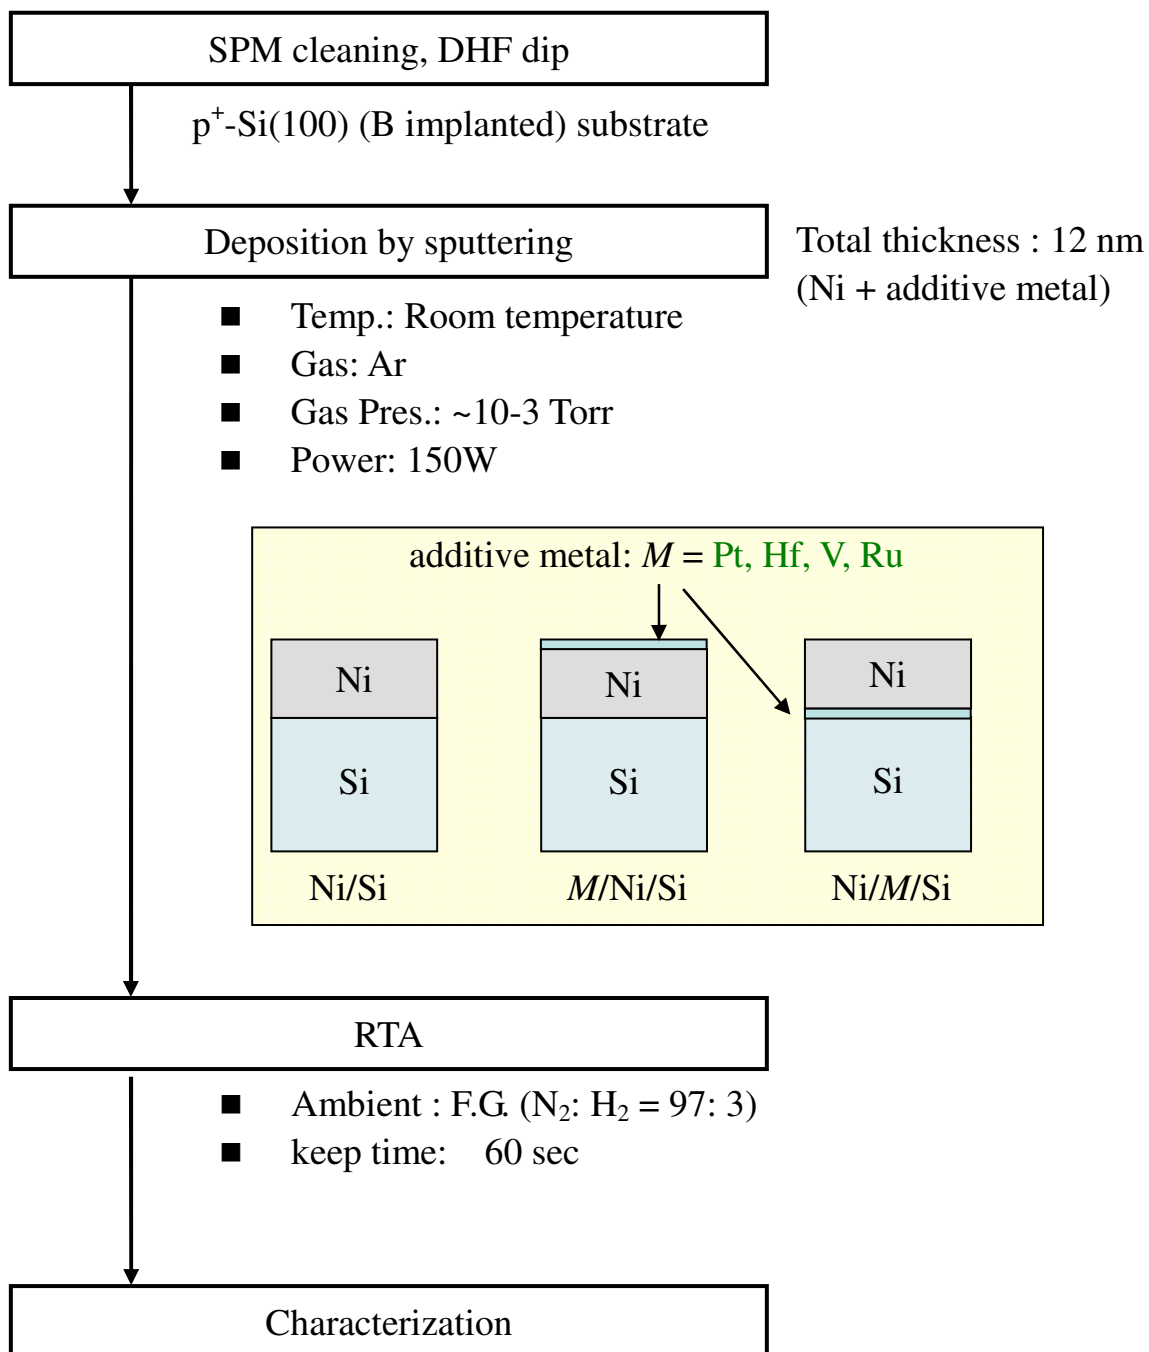 SPM cleaning, DHF dip
p⁺-Si(100) (B implanted) substrate
Deposition by sputtering
Total thickness : 12 nm
(Ni + additive metal)
■ Temp.: Room temperature
■ Gas: Ar
■ Gas Pres.: ~10-3 Torr
■ Power: 150W
additive metal: M = Pt, Hf, V, Ru
Ni
Si
Ni/Si
Ni
Si
M/Ni/Si
Ni
Si
Ni/M/Si
RTA
■ Ambient : F.G. (N₂: H₂ = 97: 3)
■ keep time: 60 sec
Characterization